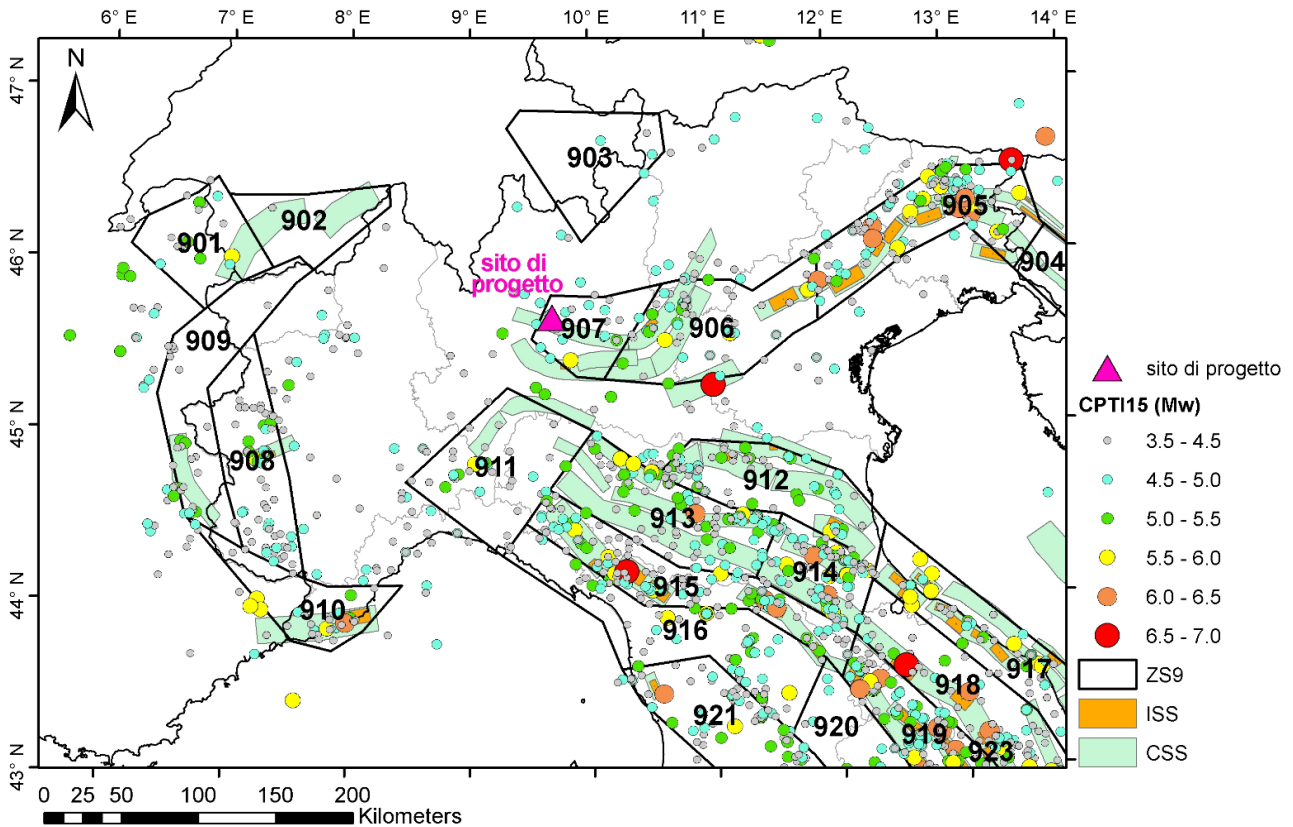 6° E 7° E 8° E 9° E 10° E 11° E 12° E 13° E 14° E
47° N
46° N
45° N
44° N
43° N
N
903
902
901
905
904
sito di
progetto
907
906
909
908
911
912
913
914
915
910
916
917
918
921
920
919
923
sito di progetto
CPTI15 (Mw)
3.5 - 4.5
4.5 - 5.0
5.0 - 5.5
5.5 - 6.0
6.0 - 6.5
6.5 - 7.0
ZS9
ISS
CSS
0 25 50 100 150 200
Kilometers